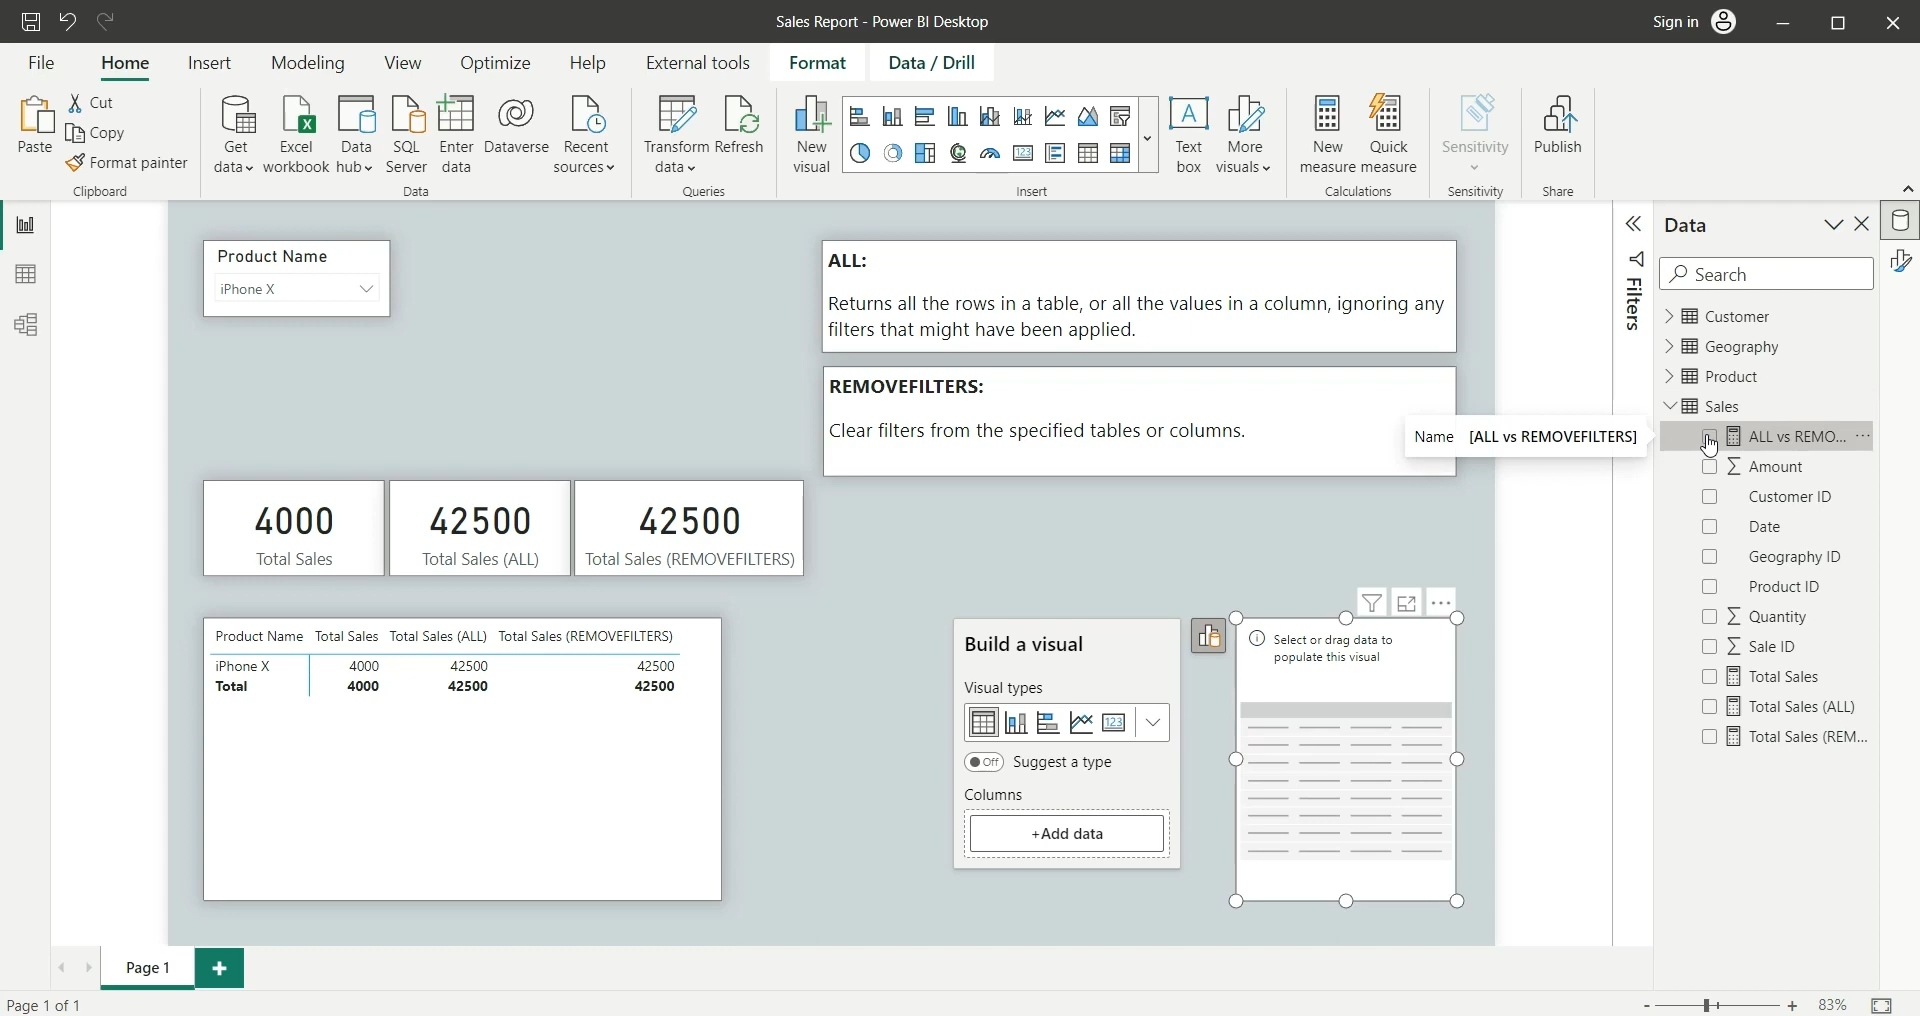 Sales Report - Power BI Desktop
Sign in
File Home Insert Modeling View Optimize Help External tools Format Data / Drill
Paste
Cut
Copy
Format painter
Clipboard
Get data
Excel workbook
Data hub
SQL Server
Enter data
Dataverse
Recent sources
Data
Transform data
Refresh
Queries
New visual
Text box
More visuals
Insert
New measure
Quick measure
Calculations
Sensitivity
Sensitivity
Publish
Share
Product Name
iPhone X
ALL:
Returns all the rows in a table, or all the values in a column, ignoring any
filters that might have been applied.
REMOVEFILTERS:
Clear filters from the specified tables or columns.
Name [ALL vs REMOVEFILTERS]
4000
Total Sales
42500
Total Sales (ALL)
42500
Total Sales (REMOVEFILTERS)
Product Name Total Sales Total Sales (ALL) Total Sales (REMOVEFILTERS)
iPhone X 4000 42500 42500
Total 4000 42500 42500
Build a visual
Visual types
123
Off Suggest a type
Columns
+Add data
Select or drag data to
populate this visual
Filters
Data
Search
Customer
Geography
Product
Sales
ALL vs REMO... ...
Amount
Customer ID
Date
Geography ID
Product ID
Quantity
Sale ID
Total Sales
Total Sales (ALL)
Total Sales (REM...
Page 1
Page 1 of 1
- + 83%